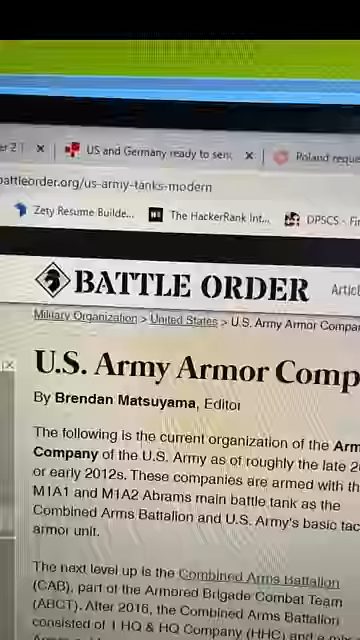 er 2 |
US and Germany ready to sen
Poland reque
battleorder.org/us-army-tanks-modern
Zety Resume Builde...
The HackerRank Int...
DPSCS - Fir
BATTLE ORDER
Articl
Military Organization > United States > U.S. Army Armor Compa
U.S. Army Armor Comp
By Brendan Matsuyama, Editor
The following is the current organization of the Arm
Company of the U.S. Army as of roughly the late 2
or early 2012s. These companies are armed with th
M1A1 and M1A2 Abrams main battle tank as the
Combined Arms Battalion and U.S. Army's basic tac
armor unit.
The next level up is the Combined Arms Battalion
(CAB), part of the Armored Brigade Combat Team
(ABCT). After 2016, the Combined Arms Battalion
consisted of 1 HQ & HQ Company (HHC) and a mix